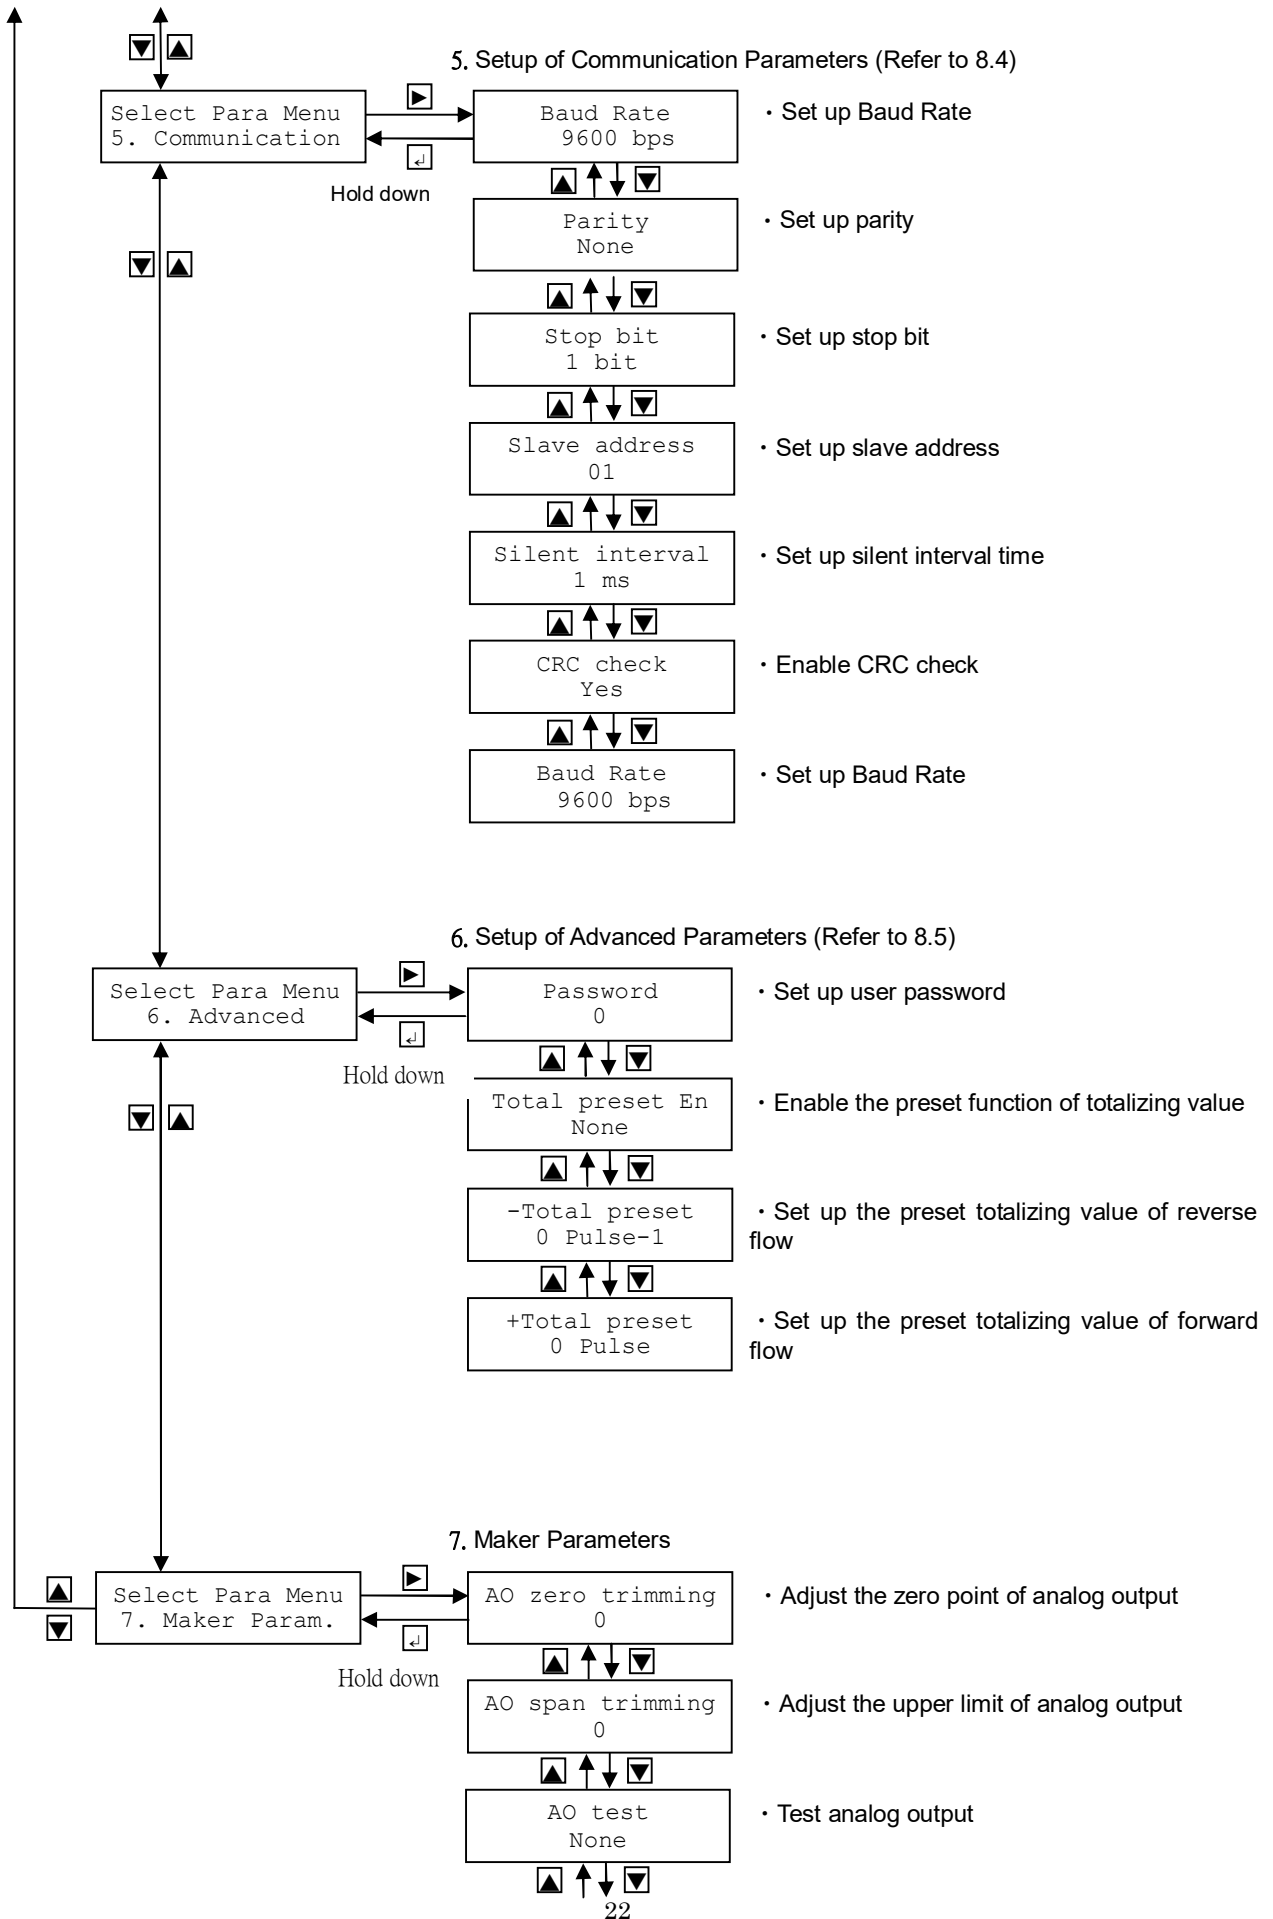 5. Setup of Communication Parameters (Refer to 8.4)
Select Para Menu
5. Communication
Hold down
Baud Rate
9600 bps
・Set up Baud Rate
Parity
None
・Set up parity
Stop bit
1 bit
・Set up stop bit
Slave address
01
・Set up slave address
Silent interval
1 ms
・Set up silent interval time
CRC check
Yes
・Enable CRC check
Baud Rate
9600 bps
・Set up Baud Rate
6. Setup of Advanced Parameters (Refer to 8.5)
Select Para Menu
6. Advanced
Hold down
Password
0
・Set up user password
Total preset En
None
・Enable the preset function of totalizing value
-Total preset
0 Pulse-1
・Set up the preset totalizing value of reverse
flow
+Total preset
0 Pulse
・Set up the preset totalizing value of forward
flow
7. Maker Parameters
Select Para Menu
7. Maker Param.
Hold down
AO zero trimming
0
・Adjust the zero point of analog output
AO span trimming
0
・Adjust the upper limit of analog output
AO test
None
・Test analog output
22